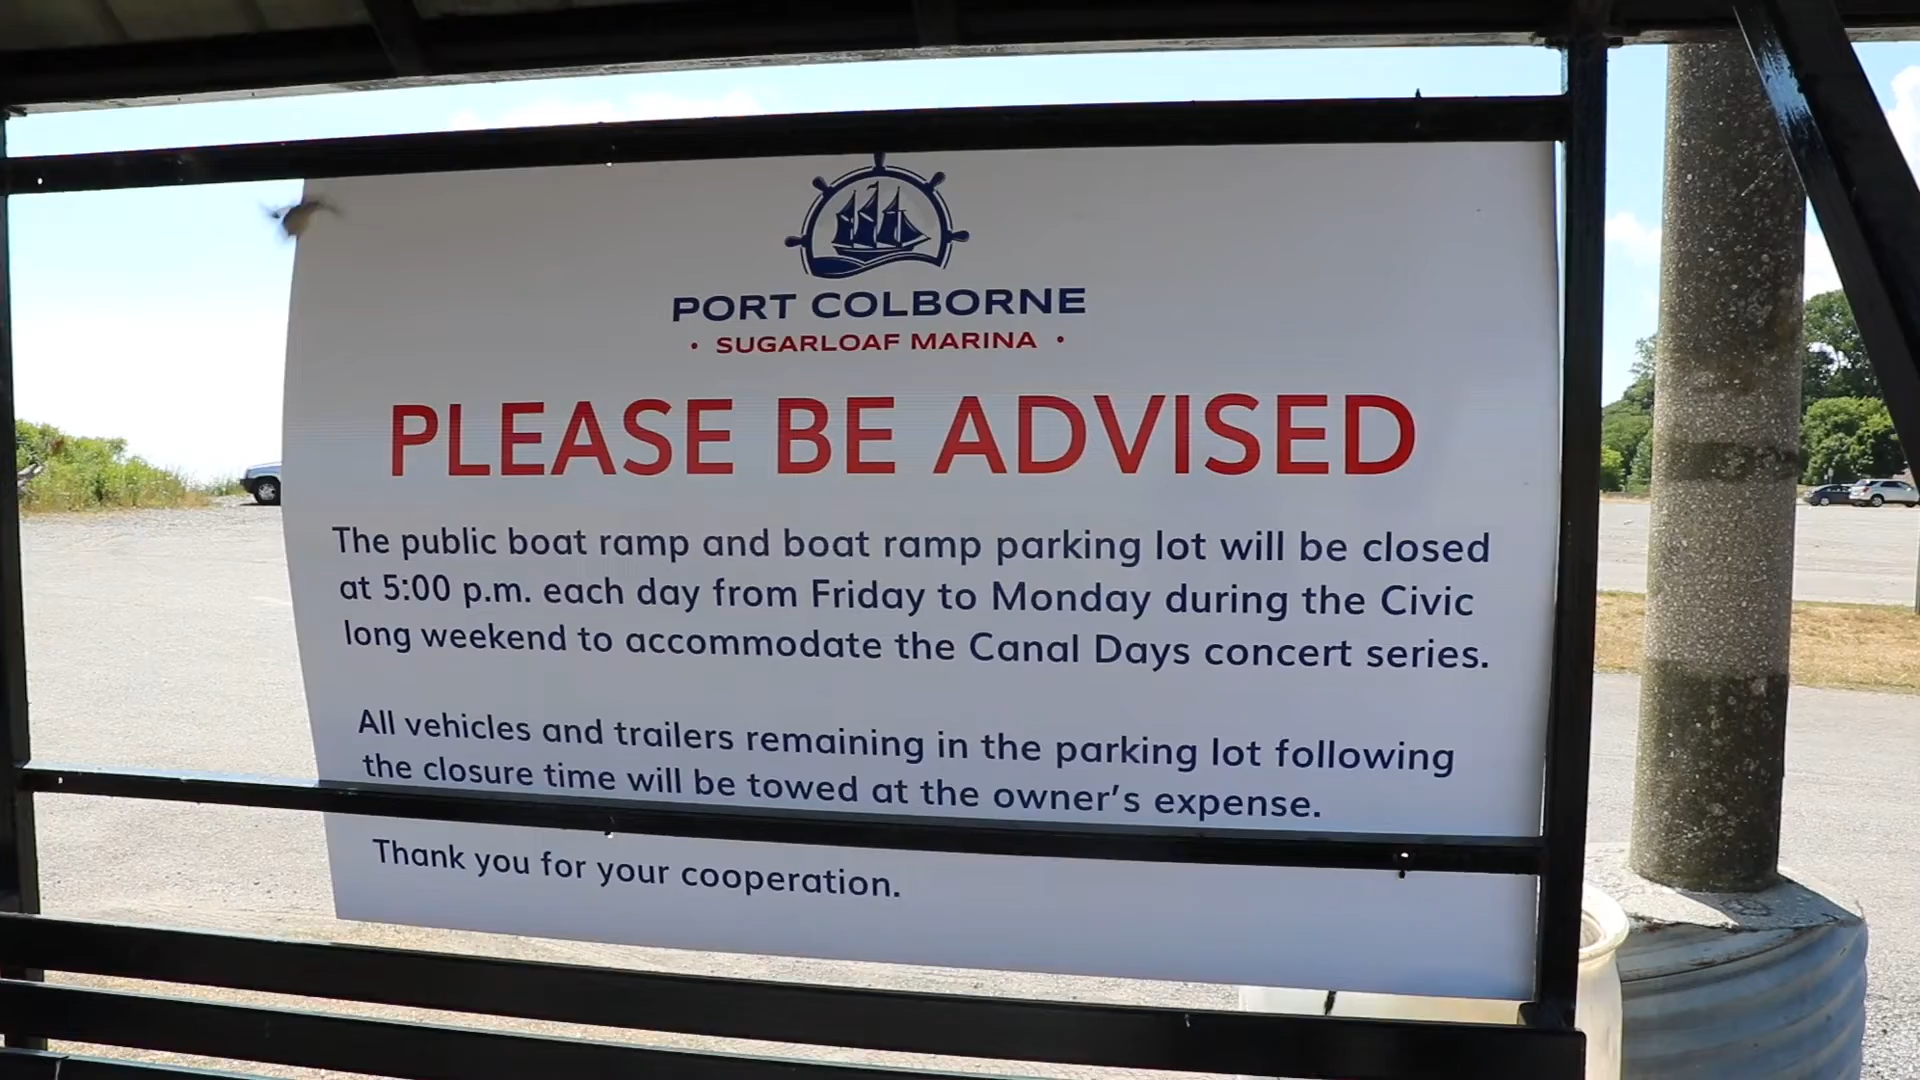 PORT COLBORNE
• SUGARLOAF MARINA •
PLEASE BE ADVISED
The public boat ramp and boat ramp parking lot will be closed
at 5:00 p.m. each day from Friday to Monday during the Civic
long weekend to accommodate the Canal Days concert series.
All vehicles and trailers remaining in the parking lot following
the closure time will be towed at the owner's expense.
Thank you for your cooperation.